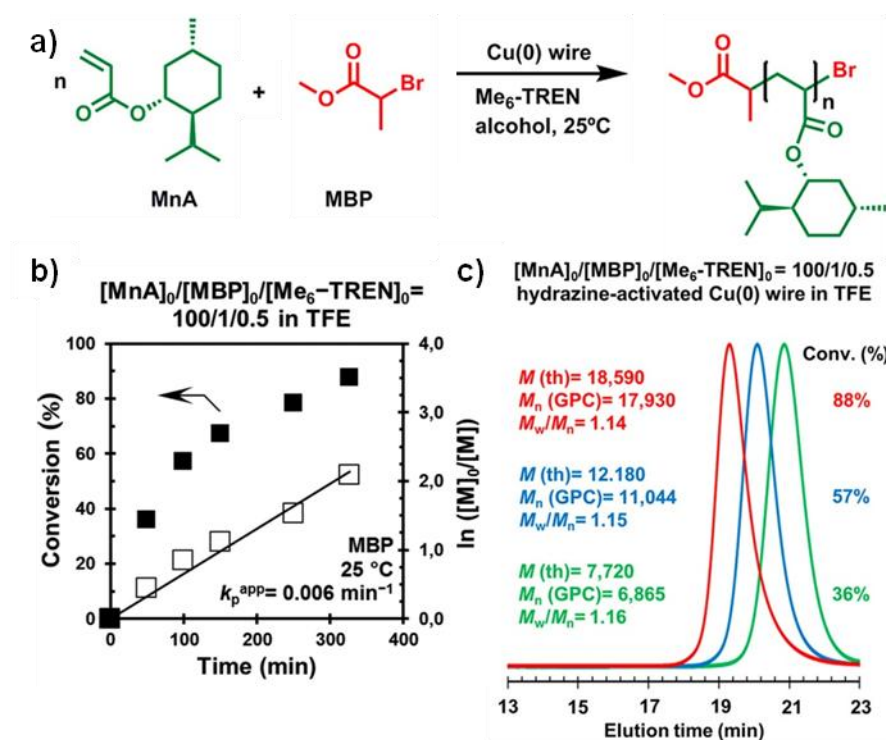 a)
n
O
O
MnA
+
O
O
Br
MBP
Cu(0) wire
Me₆-TREN
alcohol, 25ºC
O
O
Br
n
O
O
b)
[MnA]₀/[MBP]₀/[Me₆−TREN]₀=
100/1/0.5 in TFE
Conversion (%)
100
80
60
40
20
0
4,0
3,0
2,0
1,0
0,0
ln ([M]₀/[M])
MBP
25 °C
kₚᵃᵖᵖ= 0.006 min⁻¹
0 100 200 300 400
Time (min)
c)
[MnA]₀/[MBP]₀/[Me₆-TREN]₀ = 100/1/0.5
hydrazine-activated Cu(0) wire in TFE
Conv. (%)
M (th)= 18,590
Mₙ (GPC)= 17,930
M𝓌/Mₙ = 1.14
88%
M (th)= 12.180
Mₙ (GPC)= 11,044
M𝓌/Mₙ = 1.15
57%
M (th)= 7,720
Mₙ (GPC)= 6,865
M𝓌/Mₙ = 1.16
36%
13 15 17 19 21 23
Elution time (min)